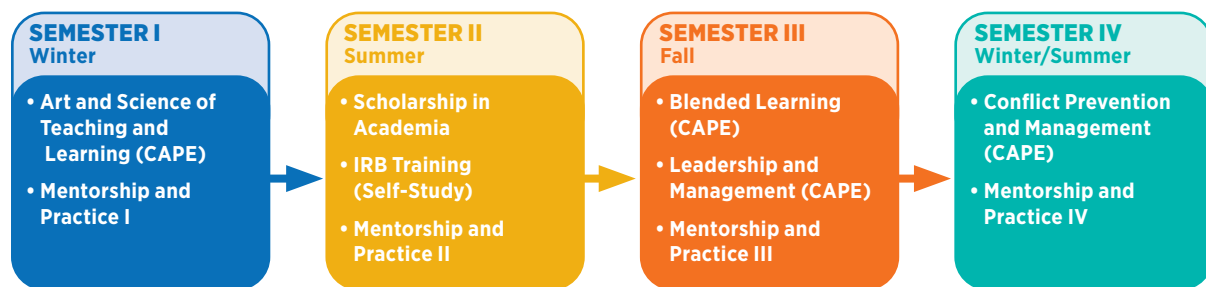 SEMESTER I
Winter
• Art and Science of
Teaching and
Learning (CAPE)
• Mentorship and
Practice I
SEMESTER II
Summer
• Scholarship in
Academia
• IRB Training
(Self-Study)
• Mentorship and
Practice II
SEMESTER III
Fall
• Blended Learning
(CAPE)
• Leadership and
Management (CAPE)
• Mentorship and
Practice III
SEMESTER IV
Winter/Summer
• Conflict Prevention
and Management
(CAPE)
• Mentorship and
Practice IV